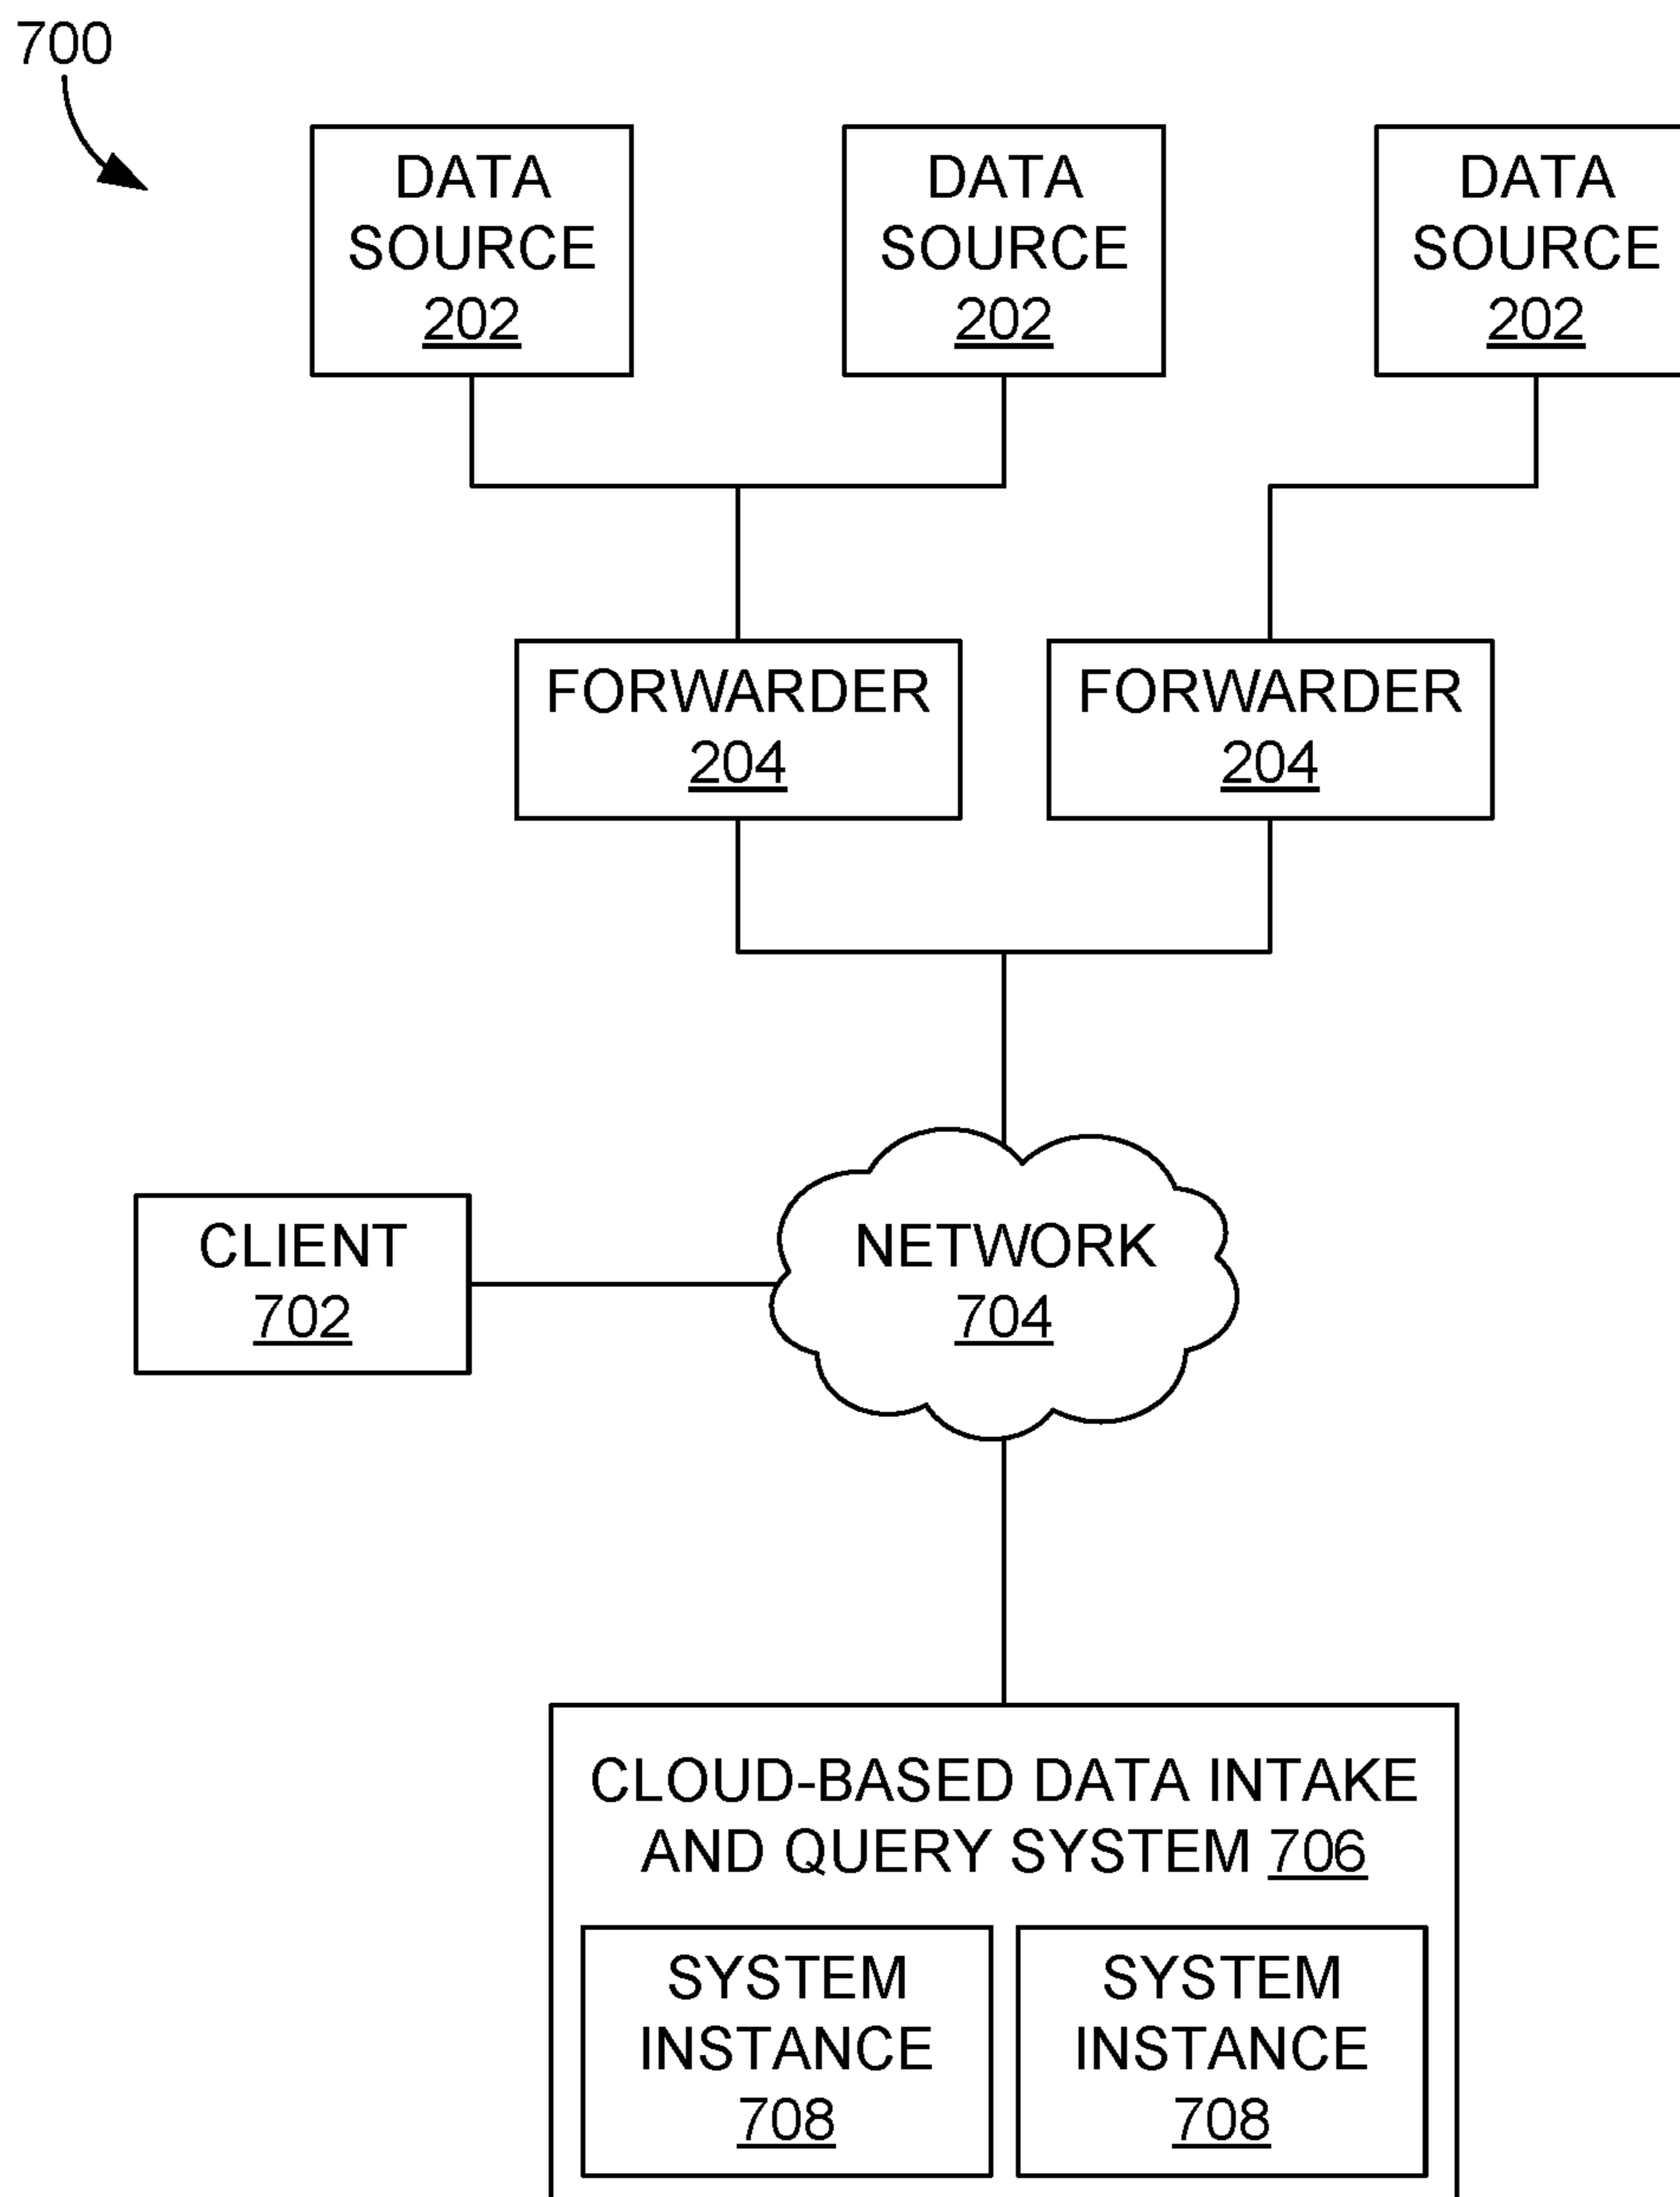 700
DATA
SOURCE
202
DATA
SOURCE
202
DATA
SOURCE
202
FORWARDER
204
FORWARDER
204
CLIENT
702
NETWORK
704
CLOUD-BASED DATA INTAKE
AND QUERY SYSTEM 706
SYSTEM
INSTANCE
708
SYSTEM
INSTANCE
708